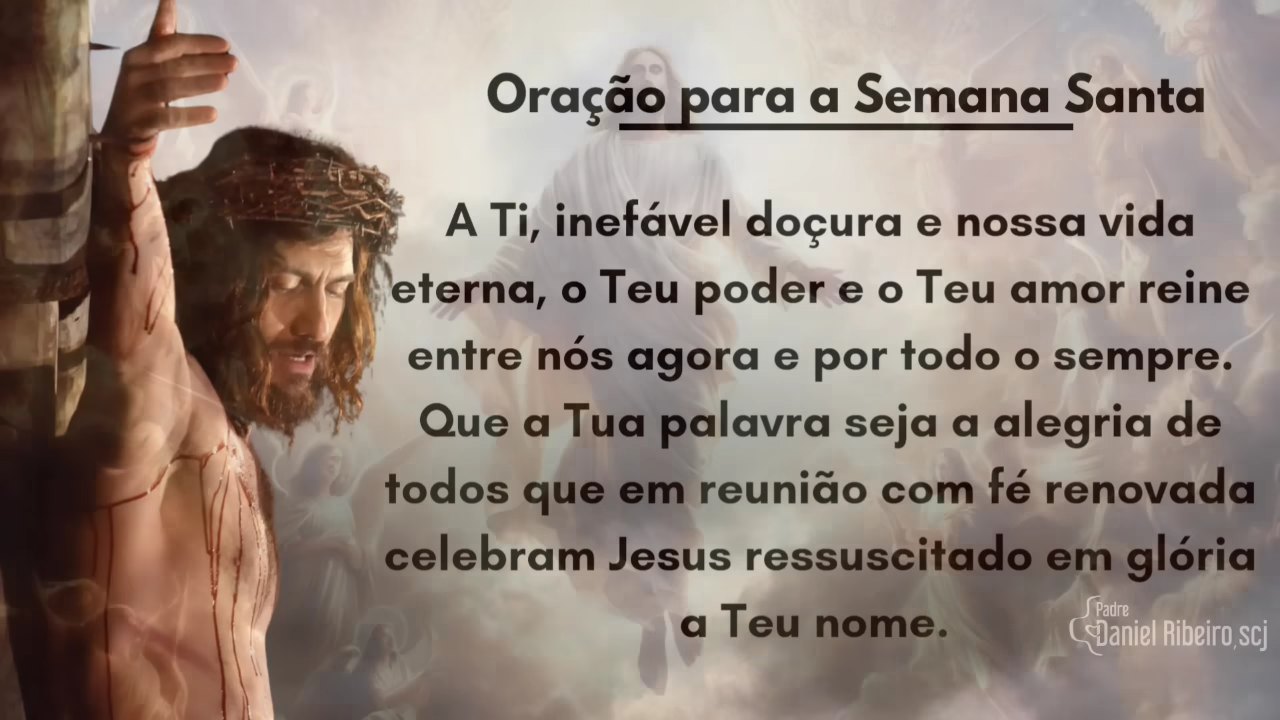 Oração para a Semana Santa
A Ti, inefável doçura e nossa vida
eterna, o Teu poder e o Teu amor reine
entre nós agora e por todo o sempre.
Que a Tua palavra seja a alegria de
todos que em reunião com fé renovada
celebram Jesus ressuscitado em glória
a Teu nome.
Padre
Daniel Ribeiro, scj